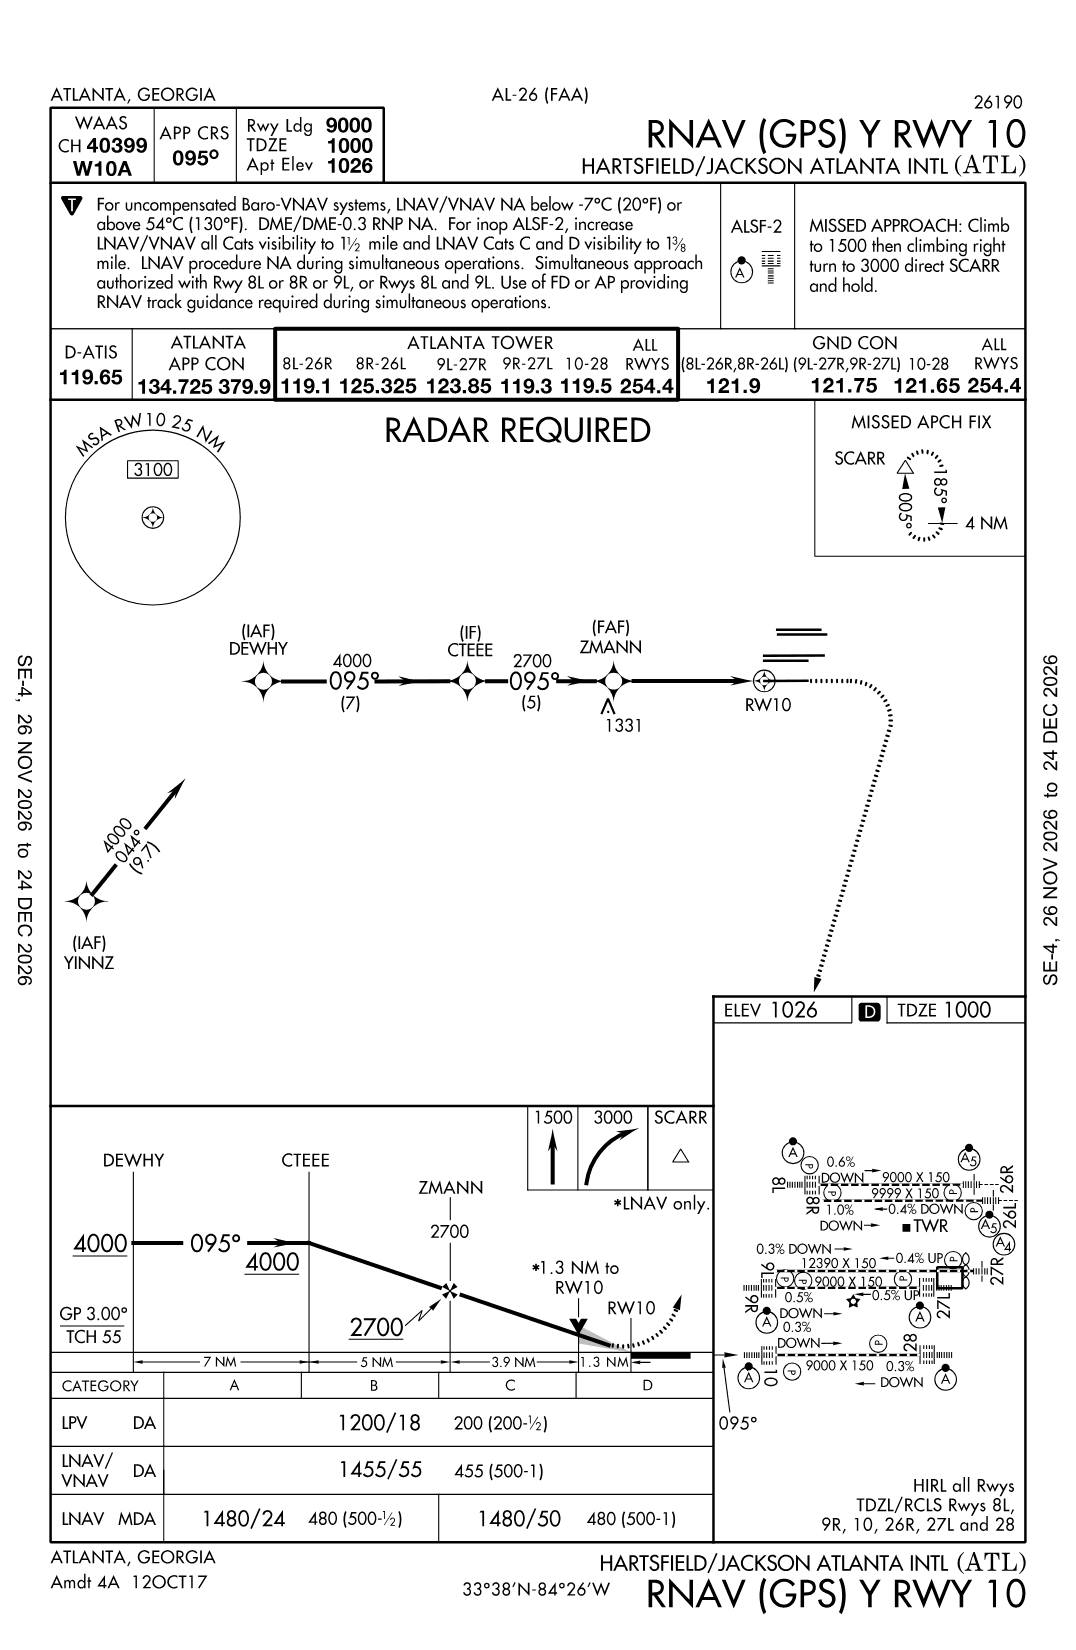 ATLANTA, GEORGIA
AL-26 (FAA)
26190
WAAS
CH 40399
W10A
APP CRS
095°
Rwy Ldg 9000
TDZE 1000
Apt Elev 1026
RNAV (GPS) Y RWY 10
HARTSFIELD/JACKSON ATLANTA INTL (ATL)
T
For uncompensated Baro-VNAV systems, LNAV/VNAV NA below -7°C (20°F) or
above 54°C (130°F). DME/DME-0.3 RNP NA. For inop ALSF-2, increase
LNAV/VNAV all Cats visibility to 1½ mile and LNAV Cats C and D visibility to 1⅜
mile. LNAV procedure NA during simultaneous operations. Simultaneous approach
authorized with Rwy 8L or 8R or 9L, or Rwys 8L and 9L. Use of FD or AP providing
RNAV track guidance required during simultaneous operations.
ALSF-2
A
MISSED APPROACH: Climb
to 1500 then climbing right
turn to 3000 direct SCARR
and hold.
D-ATIS
119.65
ATLANTA
APP CON
134.725 379.9
ATLANTA TOWER
8L-26R 8R-26L 9L-27R 9R-27L 10-28 ALL RWYS
119.1 125.325 123.85 119.3 119.5 254.4
GND CON
(8L-26R,8R-26L) (9L-27R,9R-27L) 10-28 ALL RWYS
121.9 121.75 121.65 254.4
MSA RW10 25 NM
3100
RADAR REQUIRED
MISSED APCH FIX
SCARR
185°
005°
4 NM
(IAF)
DEWHY
4000
095°
(7)
(IF)
CTEEE
2700
095°
(5)
(FAF)
ZMANN
1331
RW10
4000
044°
(9.7)
(IAF)
YINNZ
SE-4, 26 NOV 2026 to 24 DEC 2026
SE-4, 26 NOV 2026 to 24 DEC 2026
ELEV 1026
D
TDZE 1000
A
P
0.6%
DOWN
9000 X 150
A5
8L
26R
8R
P
9999 X 150
P
P
26L
1.0%
DOWN
0.4% DOWN
A5
TWR
A4
0.3% DOWN
0.4% UP
P
9L
12390 X 150
27R
P
P
9000 X 150
P
9R
0.5%
DOWN
0.5% UP
27L
A
A
0.3%
DOWN
P
28
10
P
9000 X 150
0.3%
DOWN
A
A
095°
HIRL all Rwys
TDZL/RCLS Rwys 8L,
9R, 10, 26R, 27L and 28
1500
3000
SCARR
*LNAV only.
DEWHY
CTEEE
ZMANN
2700
4000
095°
4000
*1.3 NM to
RW10
RW10
2700
GP 3.00°
TCH 55
7 NM
5 NM
3.9 NM
1.3 NM
CATEGORY A B C D
LPV DA 1200/18 200 (200-½)
LNAV/
VNAV DA 1455/55 455 (500-1)
LNAV MDA 1480/24 480 (500-½) 1480/50 480 (500-1)
ATLANTA, GEORGIA
Amdt 4A 12OCT17
33°38'N-84°26'W
HARTSFIELD/JACKSON ATLANTA INTL (ATL)
RNAV (GPS) Y RWY 10